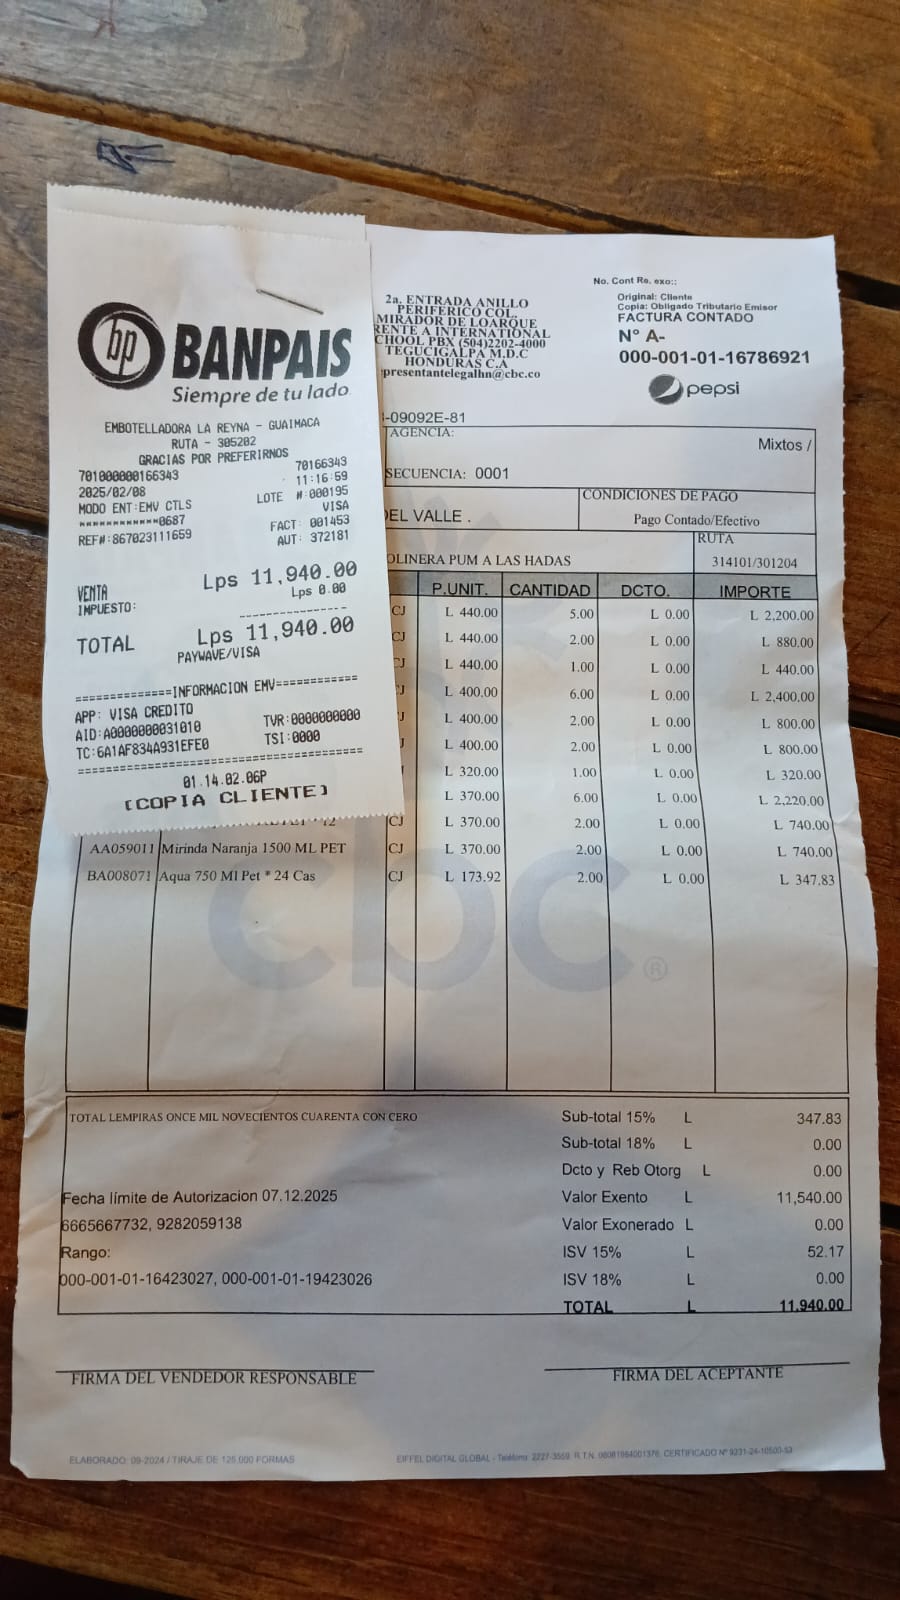 bp BANPAIS
Siempre de tu lado
EMBOTELLADORA LA REYNA - GUAIMACA
RUTA - 305202
GRACIAS POR PREFERIRNOS
701000000166343 70166343
2025/02/08 11:16:59
MODO ENT:EMV CTLS LOTE #:000195
************0687 VISA
REF#:867023111659 FACT: 001453
AUT: 372181
VENTA Lps 11,940.00
IMPUESTO: Lps 0.00
TOTAL Lps 11,940.00
PAYWAVE/VISA
==============INFORMACION EMV============
APP: VISA CREDITO
AID:A0000000031010 TVR:0000000000
TC:6A1AF834A931EFE0 TSI:0000
01.14.02.06P
[COPIA CLIENTE]
2a. ENTRADA ANILLO
PERIFERICO COL.
MIRADOR DE LOARQUE
RENTE A INTERNATIONAL
CHOOL PBX (504)2202-4000
TEGUCIGALPA M.D.C
HONDURAS C.A
presentantelegalhn@cbc.co
No. Cont Re. exo::
Original: Cliente
Copia: Obligado Tributario Emisor
FACTURA CONTADO
Nº A-
000-001-01-16786921
pepsi
-09092E-81
AGENCIA: Mixtos /
SECUENCIA: 0001
DEL VALLE . CONDICIONES DE PAGO
Pago Contado/Efectivo
OLINERA PUM A LAS HADAS RUTA
314101/301204
P.UNIT. CANTIDAD DCTO. IMPORTE
CJ L 440.00 5.00 L 0.00 L 2,200.00
CJ L 440.00 2.00 L 0.00 L 880.00
CJ L 440.00 1.00 L 0.00 L 440.00
CJ L 400.00 6.00 L 0.00 L 2,400.00
J L 400.00 2.00 L 0.00 L 800.00
J L 400.00 2.00 L 0.00 L 800.00
J L 320.00 1.00 L 0.00 L 320.00
L 370.00 6.00 L 0.00 L 2,220.00
CJ L 370.00 2.00 L 0.00 L 740.00
AA059011 Mirinda Naranja 1500 ML PET CJ L 370.00 2.00 L 0.00 L 740.00
BA008071 Aqua 750 Ml Pet * 24 Cas CJ L 173.92 2.00 L 0.00 L 347.83
cbc ®
TOTAL LEMPIRAS ONCE MIL NOVECIENTOS CUARENTA CON CERO
Sub-total 15% L 347.83
Sub-total 18% L 0.00
Dcto y Reb Otorg L 0.00
Fecha límite de Autorizacion 07.12.2025 Valor Exento L 11,540.00
6665667732, 9282059138 Valor Exonerado L 0.00
Rango: ISV 15% L 52.17
000-001-01-16423027, 000-001-01-19423026 ISV 18% L 0.00
TOTAL L 11,940.00
FIRMA DEL VENDEDOR RESPONSABLE FIRMA DEL ACEPTANTE
ELABORADO: 09-2024 / TIRAJE DE 125,000 FORMAS EIFFEL DIGITAL GLOBAL - Teléfono: 2227-3559 R.T.N. 08081984001376, CERTIFICADO Nº 9231-24-10500-53